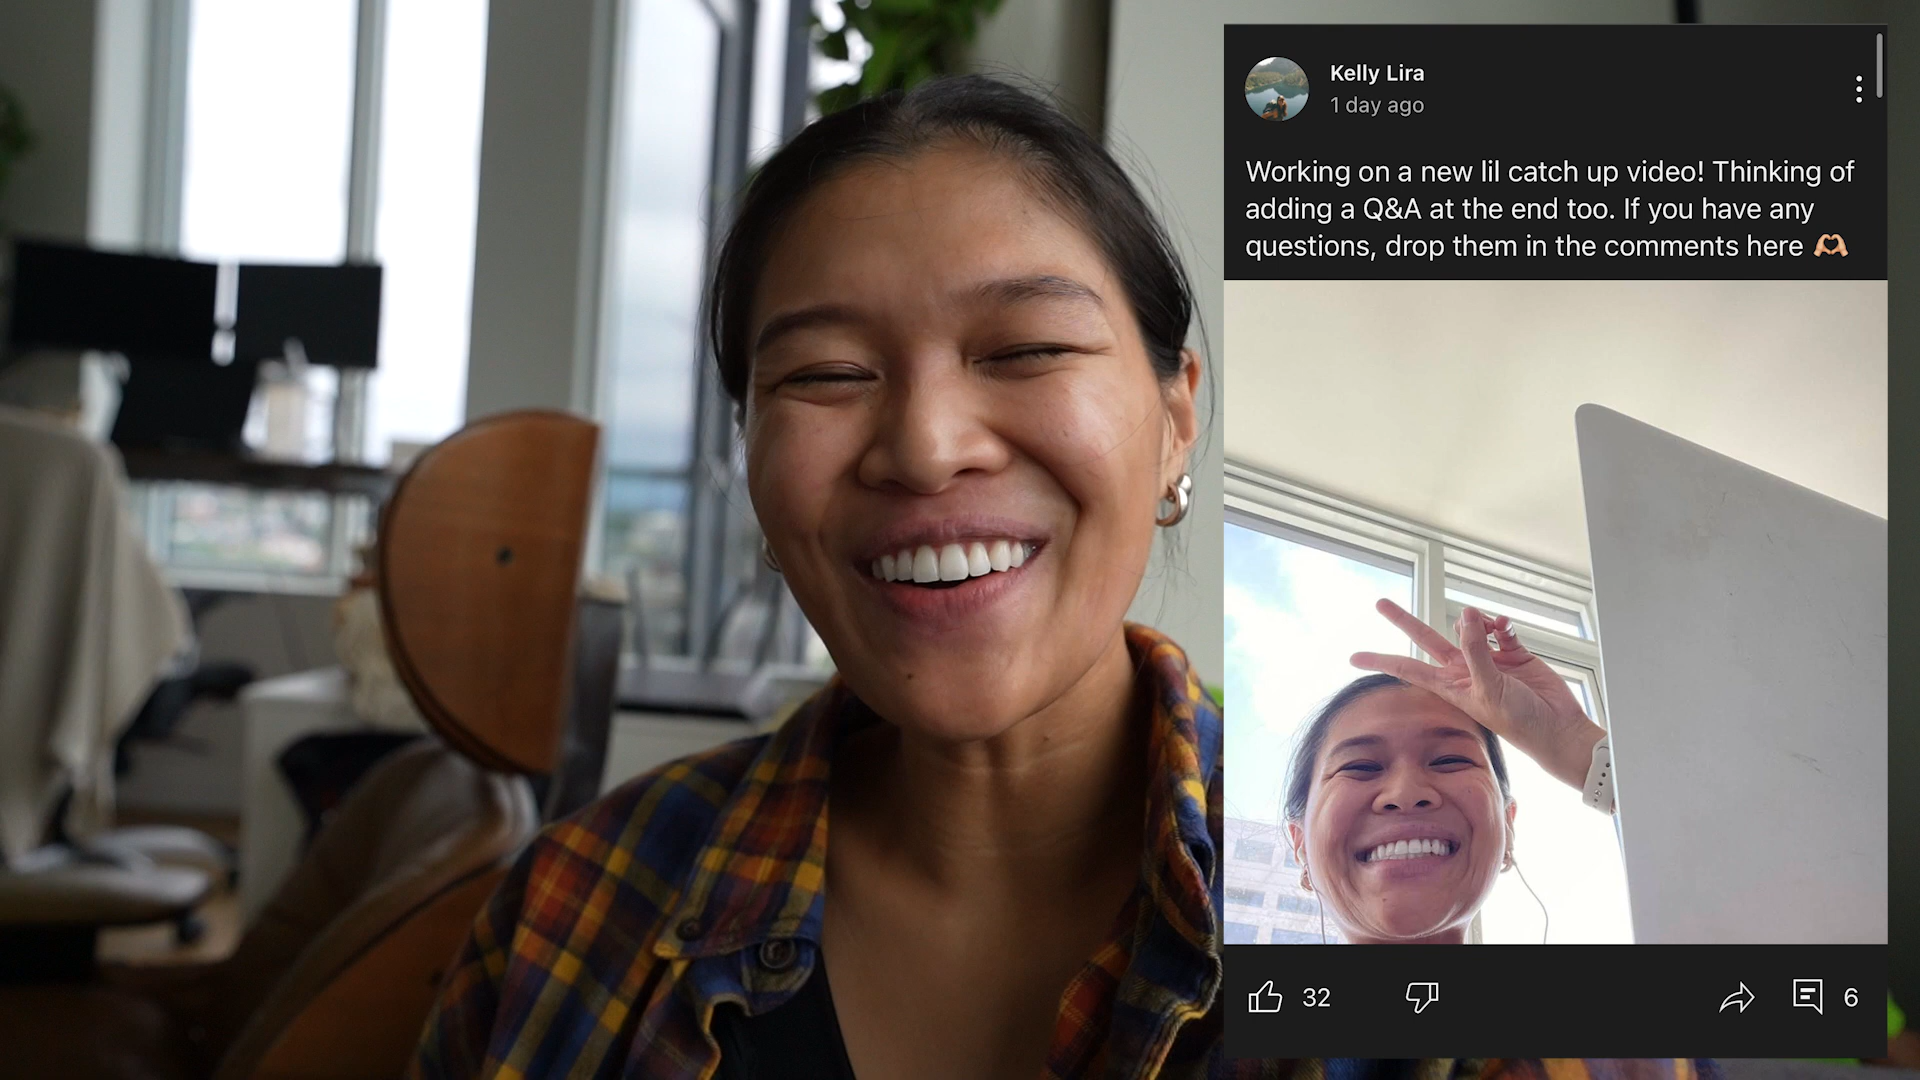 Kelly Lira
1 day ago
Working on a new lil catch up video! Thinking of
adding a Q&A at the end too. If you have any
questions, drop them in the comments here 🫶🏼
32
6